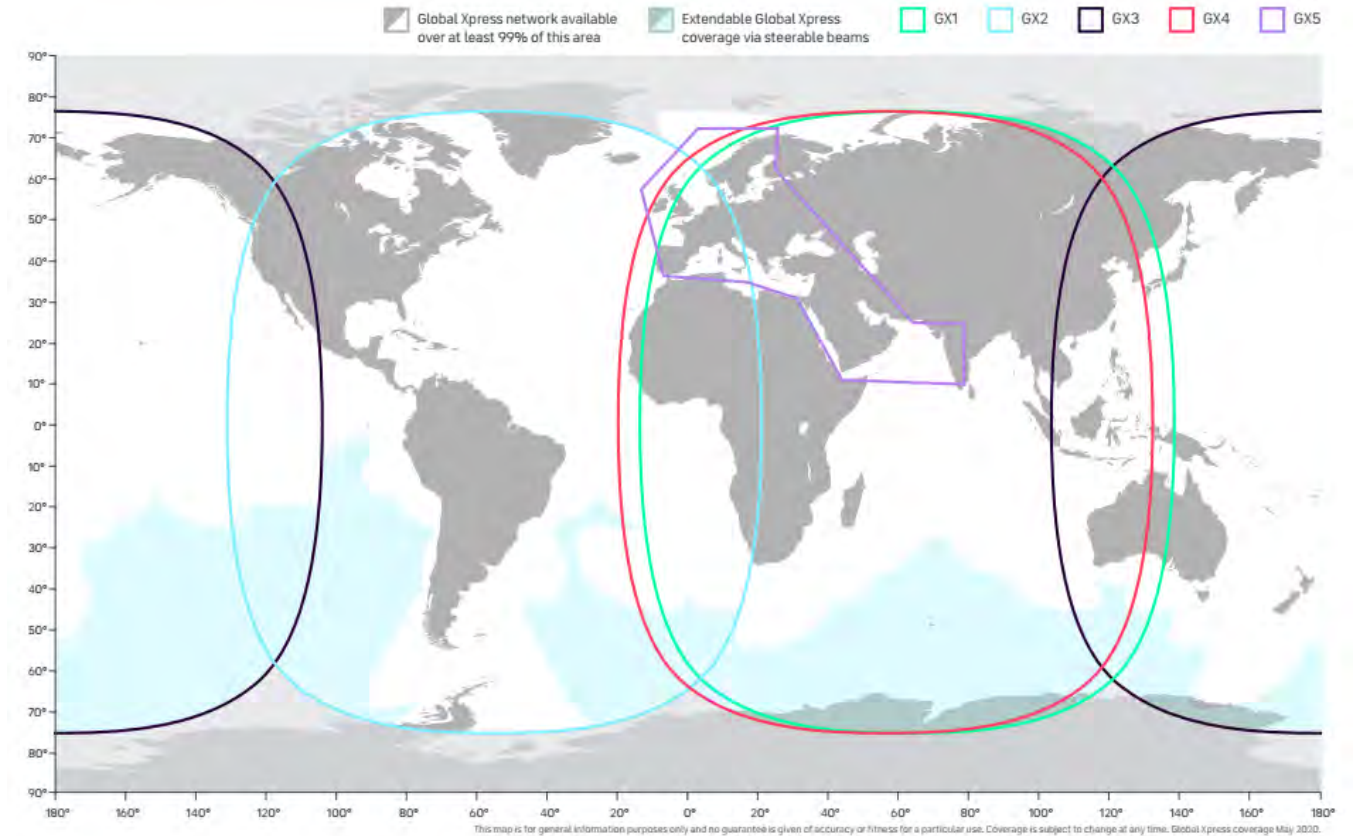 Global Xpress network available
over at least 99% of this area
Extendable Global Xpress
coverage via steerable beams
GX1
GX2
GX3
GX4
GX5
90°
80°
70°
60°
50°
40°
30°
20°
10°
0°
10°
20°
30°
40°
50°
60°
70°
80°
90°
180° 160° 140° 120° 100° 80° 60° 40° 20° 0° 20° 40° 60° 80° 100° 120° 140° 160° 180°
This map is for general information purposes only and no guarantee is given of accuracy or fitness for a particular use. Coverage is subject to change at any time. Global Xpress coverage May 2020.